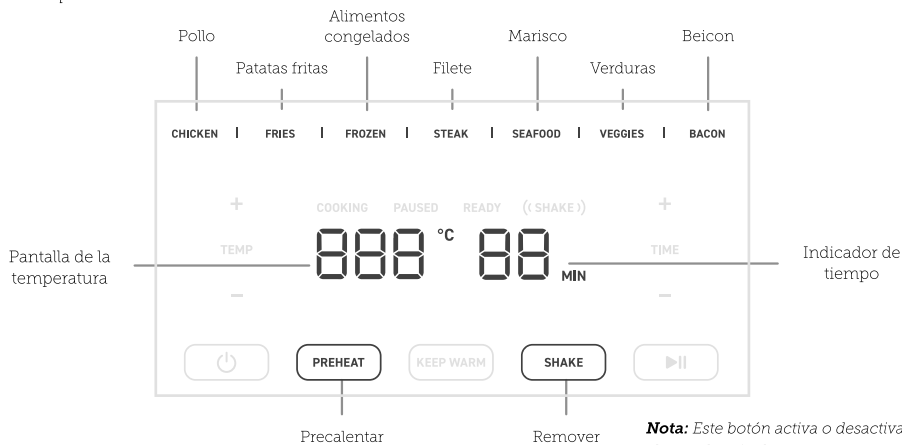 Alimentos
congelados
Pollo
Marisco
Beicon
Patatas fritas
Filete
Verduras
CHICKEN | FRIES | FROZEN | STEAK | SEAFOOD | VEGGIES | BACON
+
COOKING PAUSED READY ((SHAKE))
+
TEMP
888 °C 88 MIN
TIME
Pantalla de la
temperatura
Indicador de
tiempo
−
−
PREHEAT
KEEP WARM
SHAKE
Precalentar
Remover
Nota: Este botón activa o desactiva